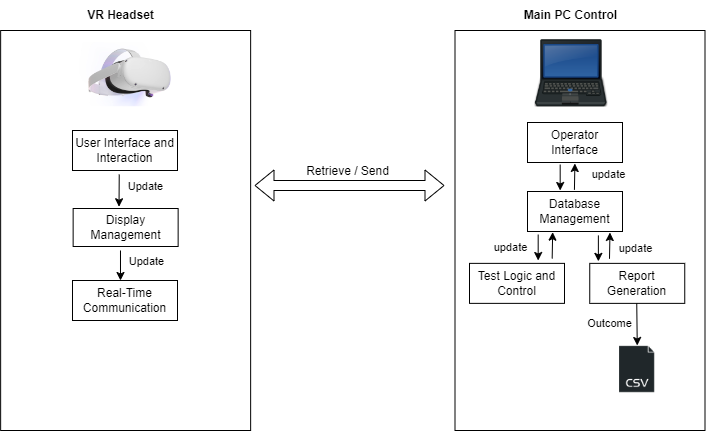 VR Headset
User Interface and
Interaction
Update
Display
Management
Update
Real-Time
Communication
Retrieve / Send
Main PC Control
Operator
Interface
update
Database
Management
update
update
Test Logic and
Control
Report
Generation
Outcome
CSV